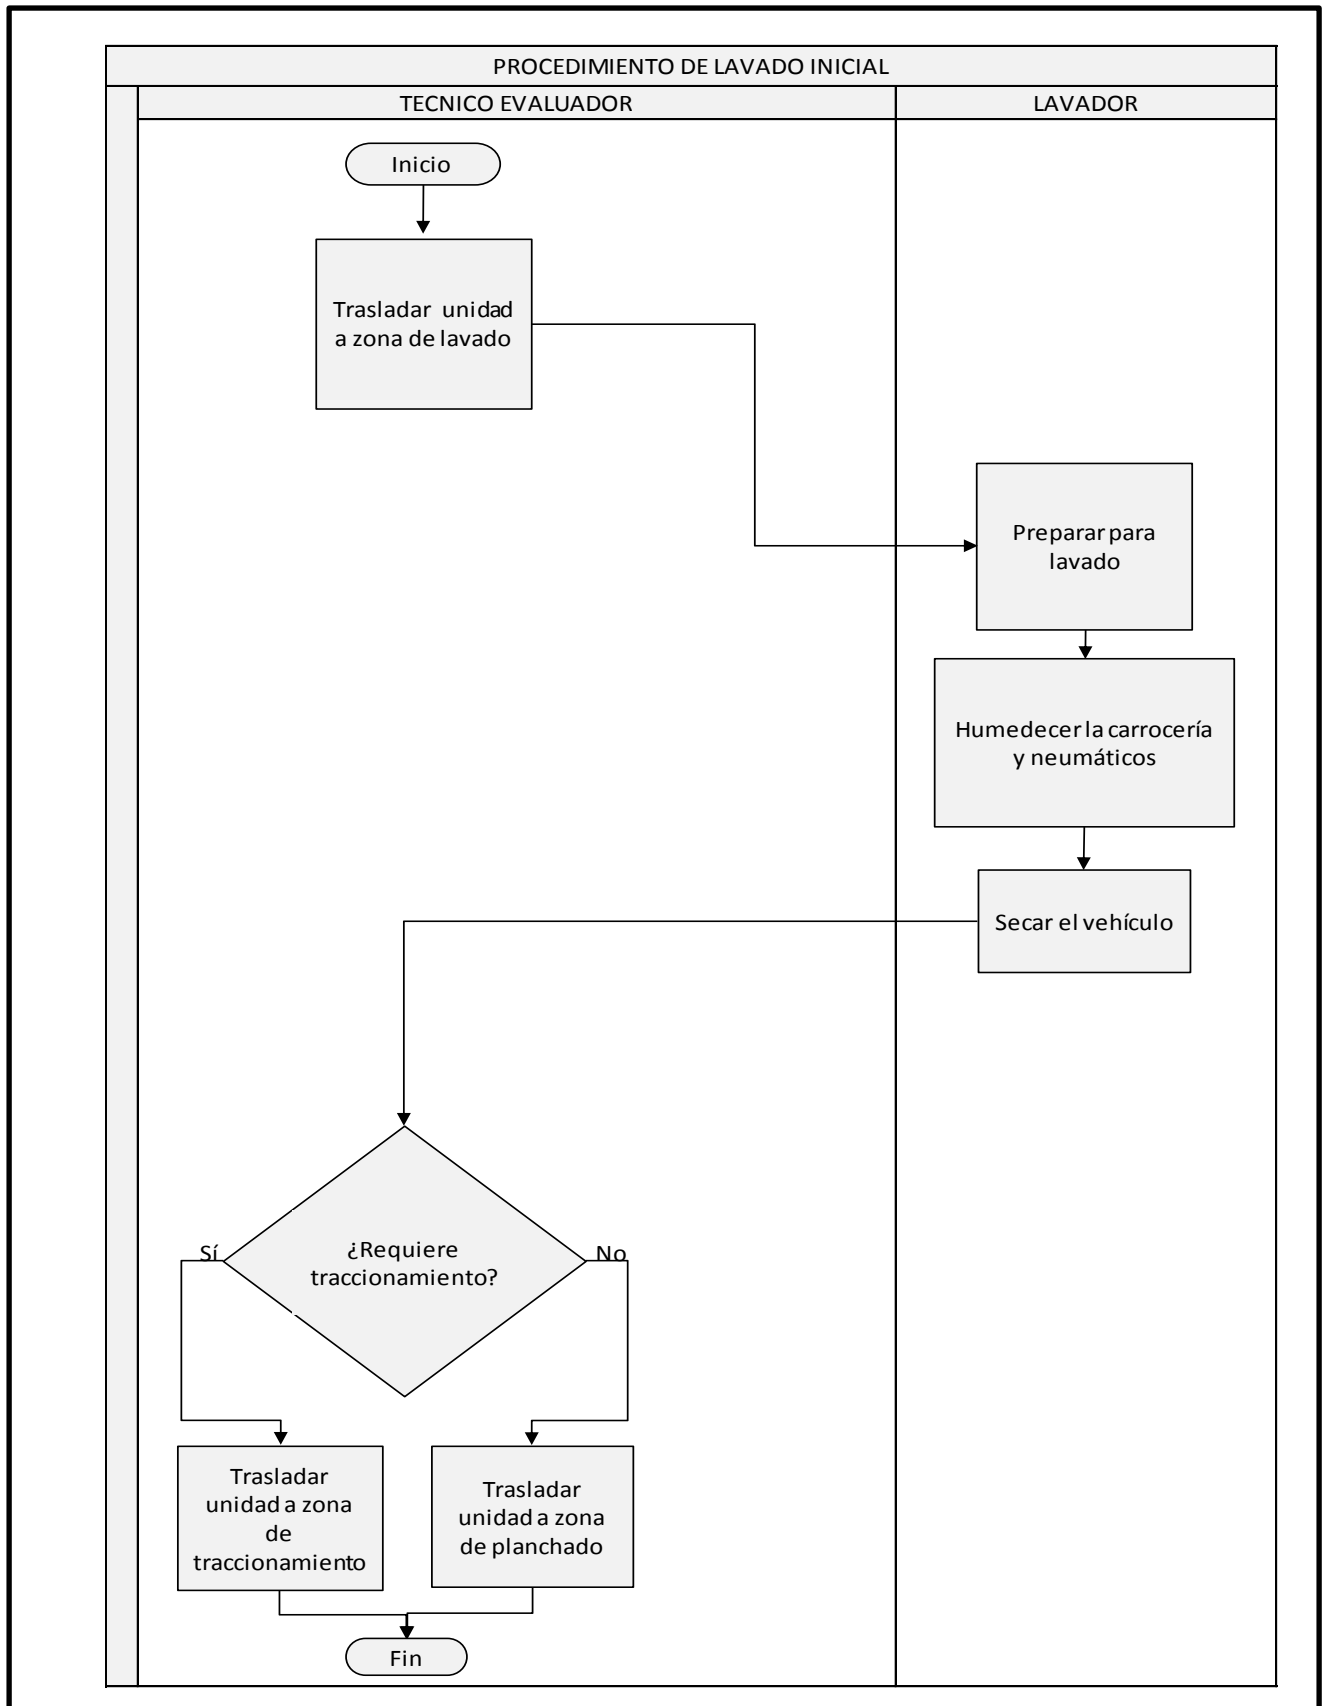 PROCEDIMIENTO DE LAVADO INICIAL
TECNICO EVALUADOR
LAVADOR
Inicio
Trasladar unidad
a zona de lavado
Preparar para
lavado
Humedecer la carrocería
y neumáticos
Secar el vehículo
¿Requiere
traccionamiento?
Sí
No
Trasladar
unidad a zona
de
traccionamiento
Trasladar
unidad a zona
de planchado
Fin